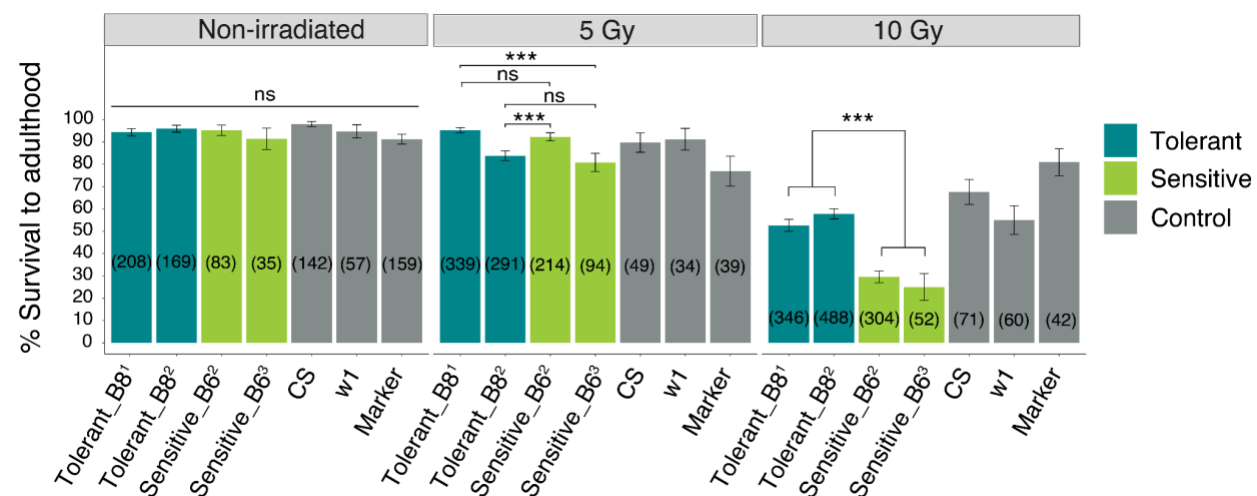 Non-irradiated
5 Gy
10 Gy
% Survival to adulthood
100
90
80
70
60
50
40
30
20
10
0
ns
(208) (169) (83) (35) (142) (57) (159)
***
ns
ns
***
(339) (291) (214) (94) (49) (34) (39)
***
(346) (488) (304) (52) (71) (60) (42)
Tolerant_B8¹
Tolerant_B8²
Sensitive_B6²
Sensitive_B6³
CS
w1
Marker
Tolerant_B8¹
Tolerant_B8²
Sensitive_B6²
Sensitive_B6³
CS
w1
Marker
Tolerant_B8¹
Tolerant_B8²
Sensitive_B6²
Sensitive_B6³
CS
w1
Marker
Tolerant
Sensitive
Control